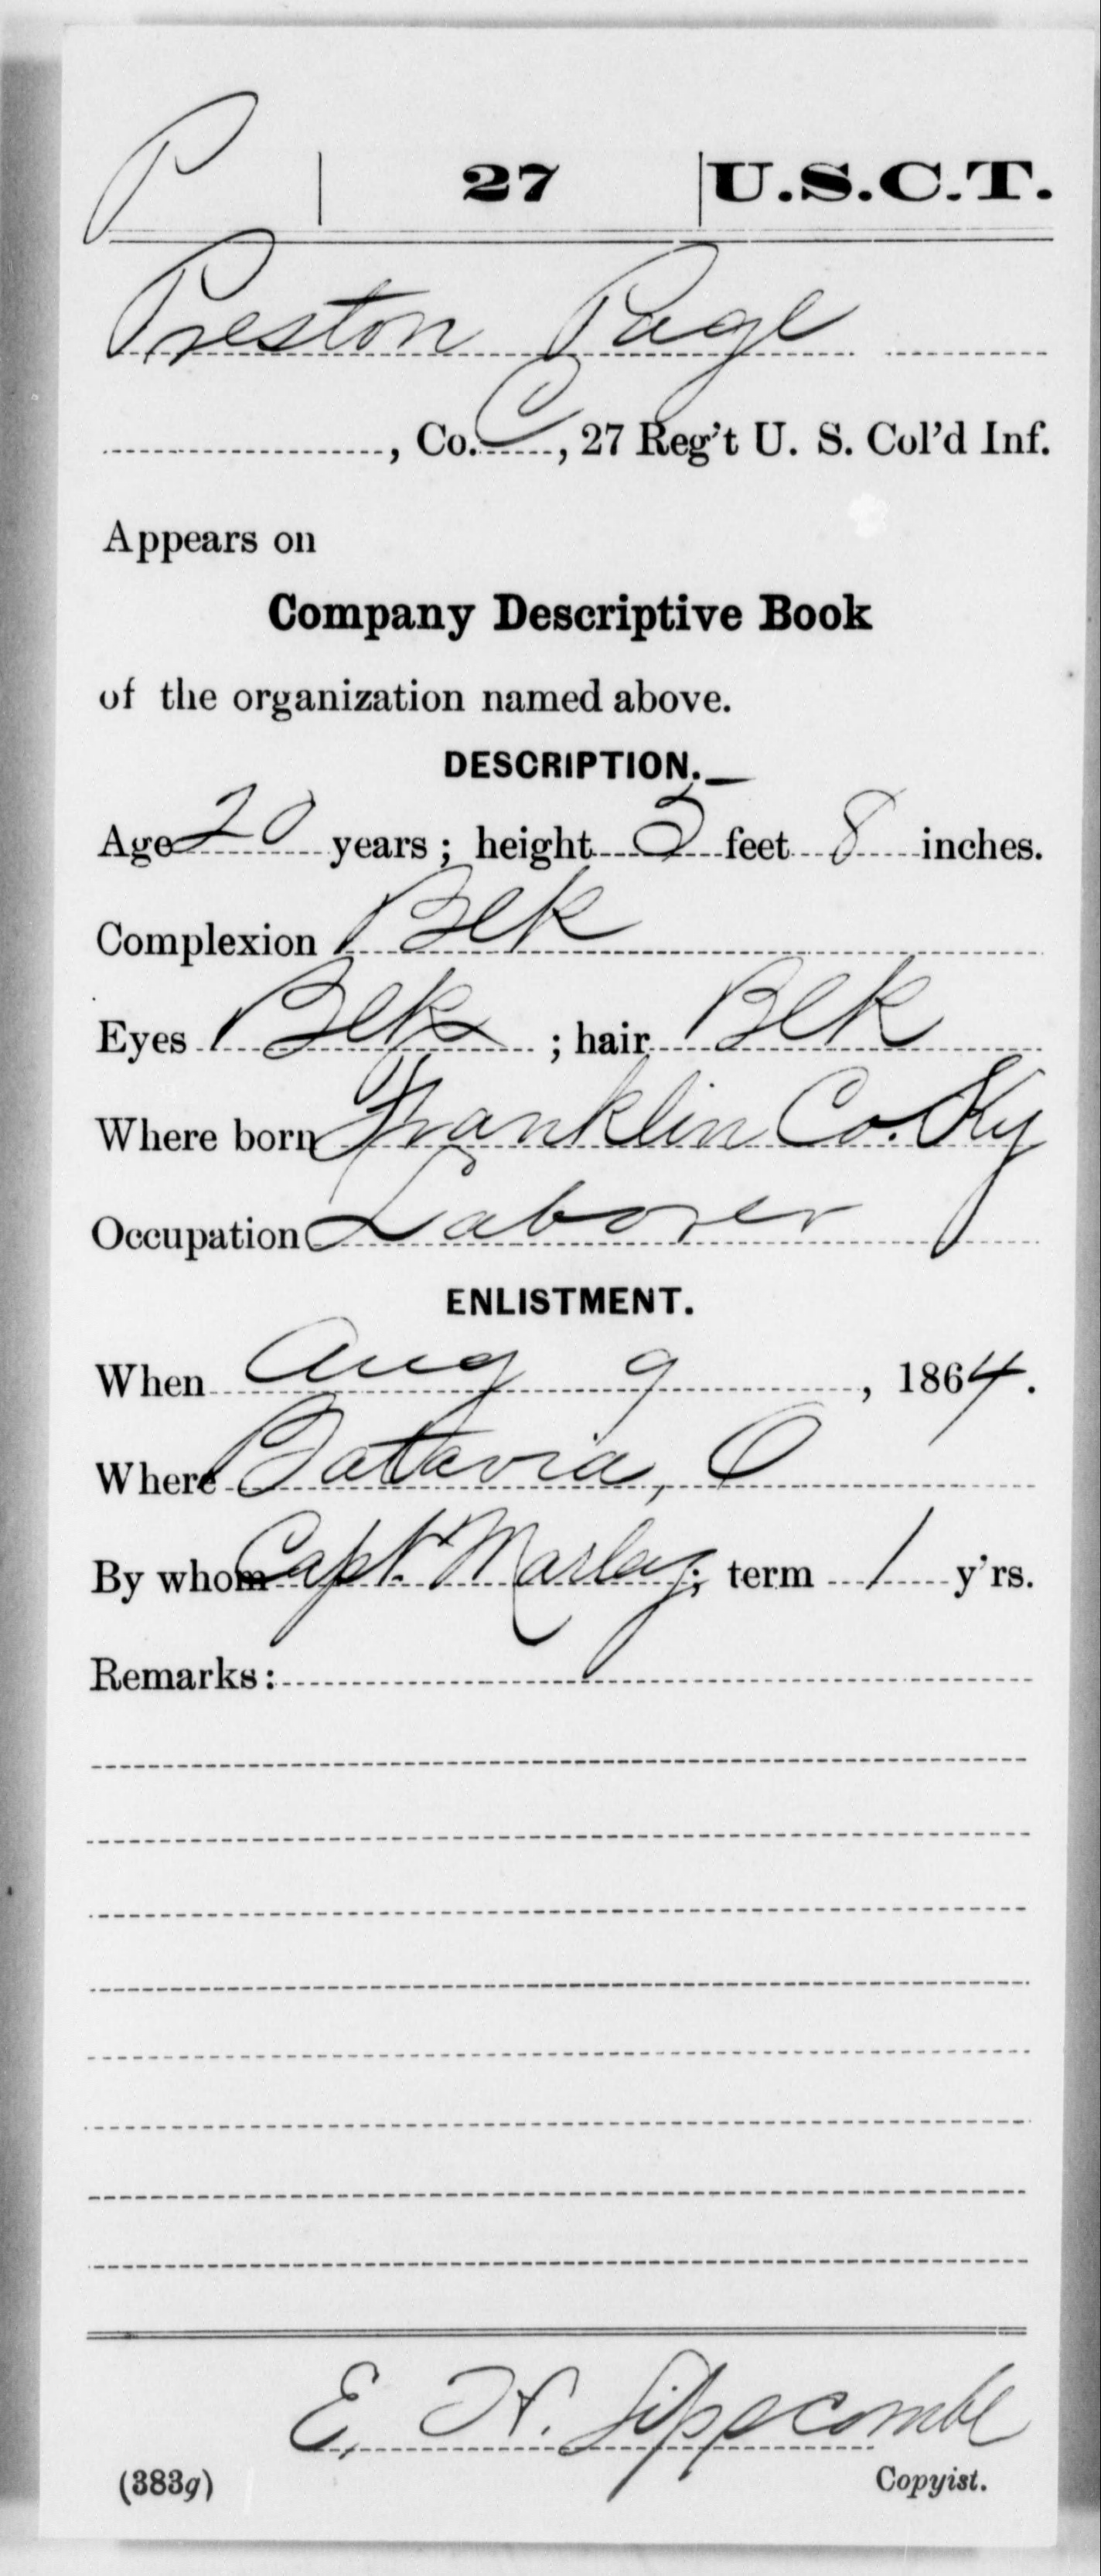 P | 27 | U.S.C.T.
Preston Page
, Co. C, 27 Reg't U. S. Col'd Inf.
Appears on
Company Descriptive Book
of the organization named above.
DESCRIPTION.
Age 20 years; height 5 feet 8 inches.
Complexion Blk
Eyes Blk; hair Blk
Where born Franklin Co. Ky
Occupation Laborer
ENLISTMENT.
When Aug 9, 1864.
Where Batavia, O
By whom Capt. Marlay; term 1 y'rs.
Remarks:
E. H. Lippscombe
(383g) Copyist.